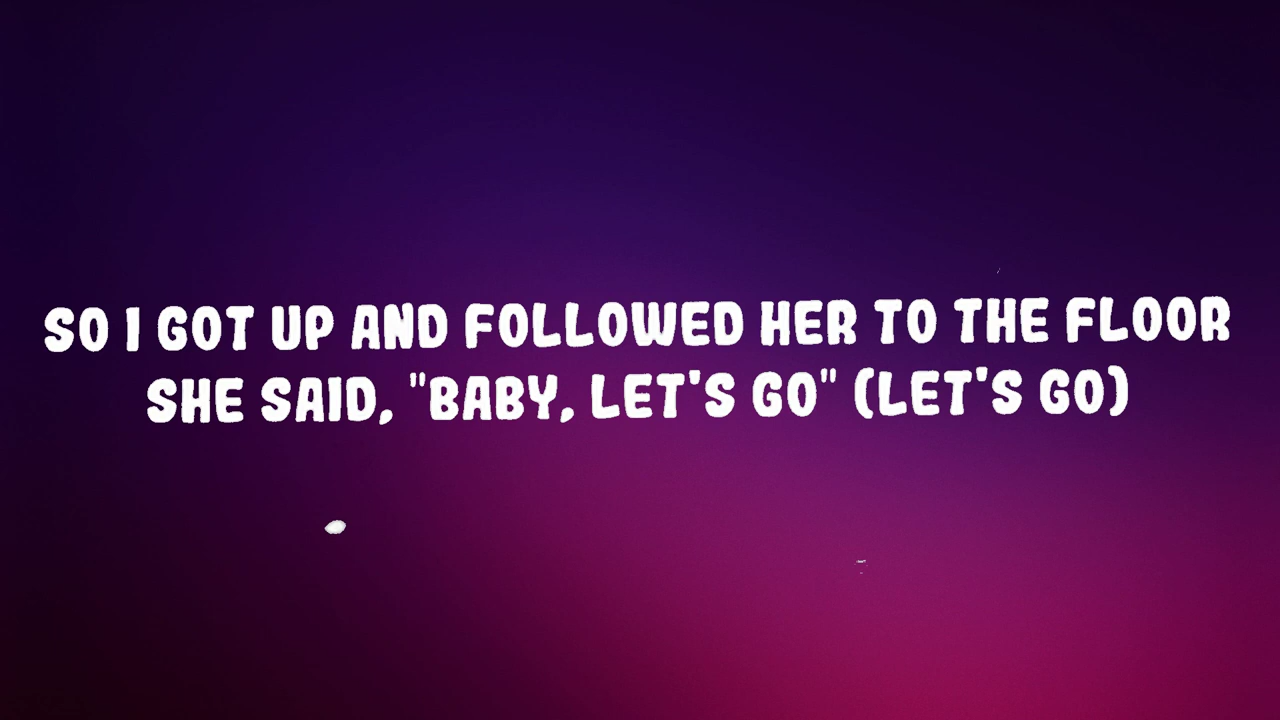 SO I GOT UP AND FOLLOWED HER TO THE FLOOR
SHE SAID, "BABY, LET'S GO" (LET'S GO)